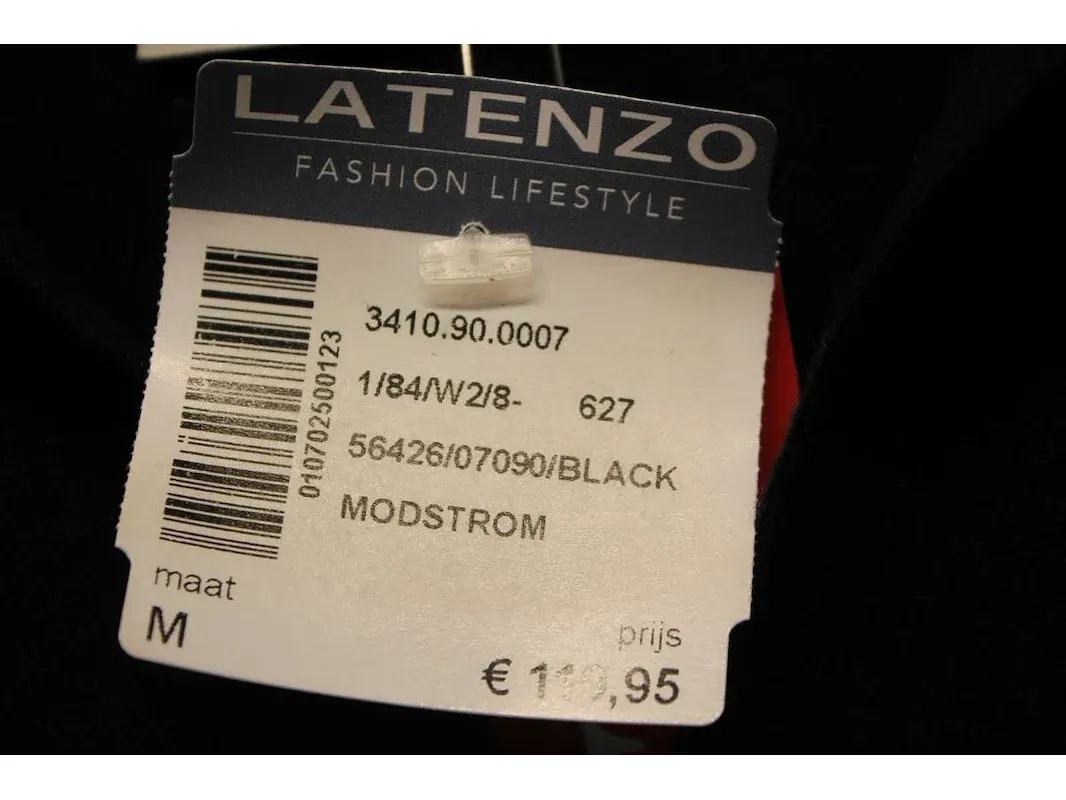 LATENZO
FASHION LIFESTYLE
010702500123
3410.90.0007
1/84/W2/8- 627
56426/07090/BLACK
MODSTROM
maat
M
prijs
€